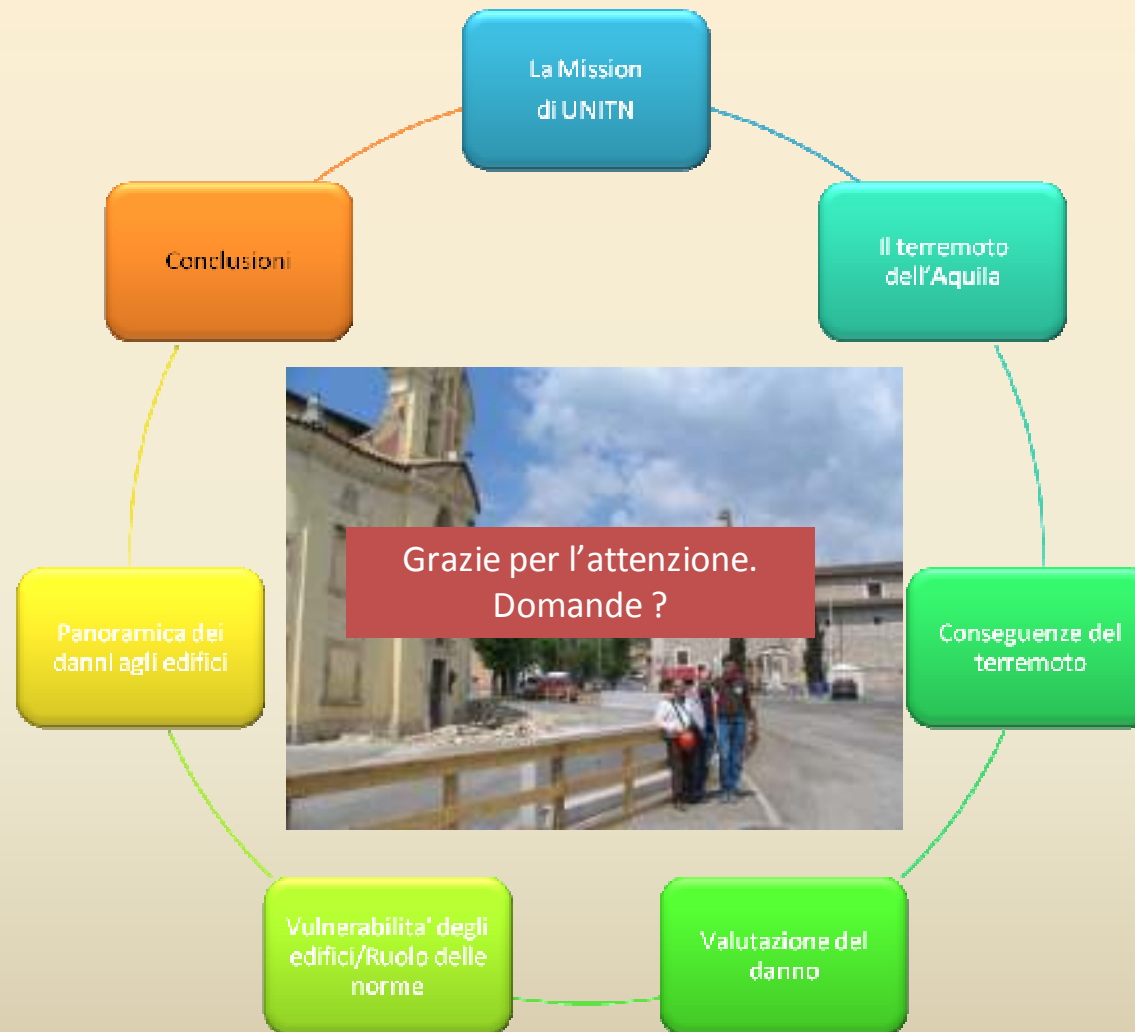 La Mission
di UNITN
Il terremoto
dell'Aquila
Conseguenze del
terremoto
Valutazione del
danno
Vulnerabilita' degli
edifici/Ruolo delle
norme
Panoramica dei
danni agli edifici
Conclusioni
Grazie per l’attenzione.
Domande ?